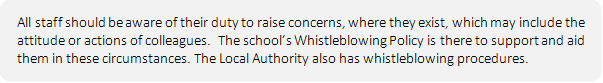 All staff should be aware of their duty to raise concerns, where they exist, which may include the
attitude or actions of colleagues.  The school’s Whistleblowing Policy is there to support and aid
them in these circumstances. The Local Authority also has whistleblowing procedures.